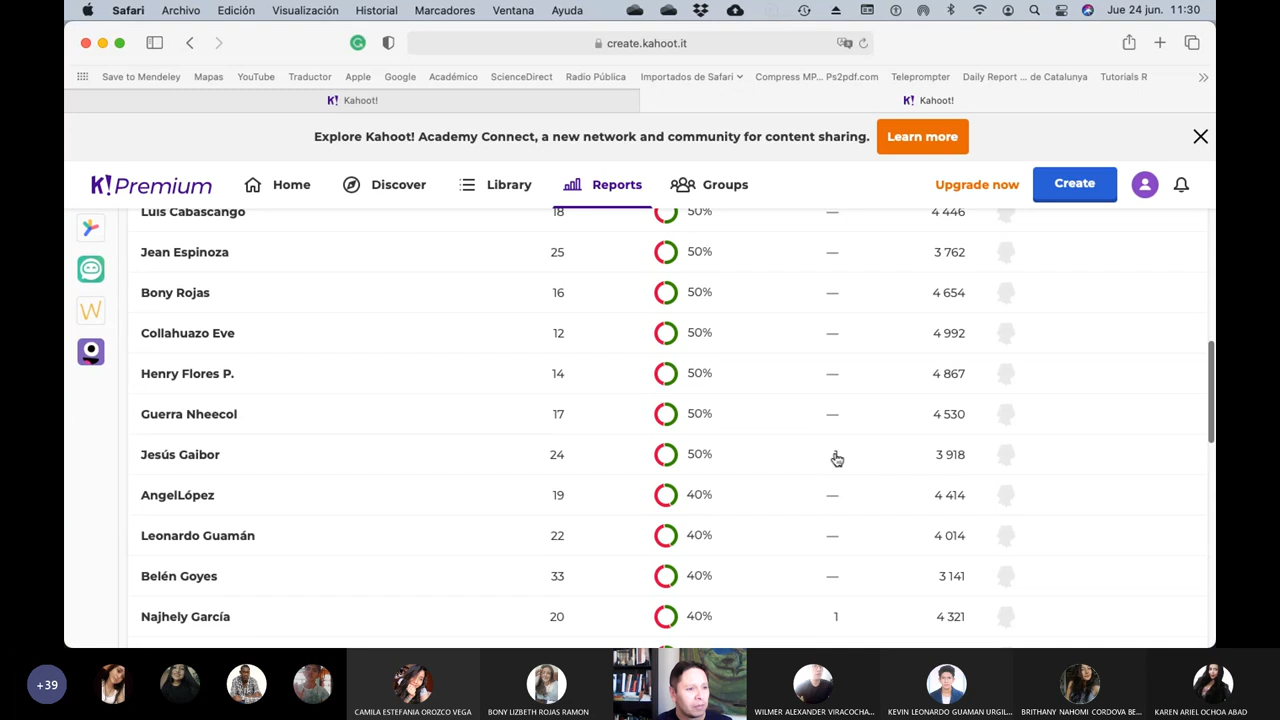 Safari Archivo Edición Visualización Historial Marcadores Ventana Ayuda Jue 24 jun. 11:30
create.kahoot.it
Save to Mendeley Mapas YouTube Traductor Apple Google Académico ScienceDirect Radio Pública Importados de Safari Compress MP... Ps2pdf.com Teleprompter Daily Report ... de Catalunya Tutorials R
K! Kahoot! K! Kahoot!
Explore Kahoot! Academy Connect, a new network and community for content sharing. Learn more
K! Premium Home Discover Library Reports Groups Upgrade now Create
Luis Cabascango 18 50% — 4 446
Jean Espinoza 25 50% — 3 762
Bony Rojas 16 50% — 4 654
Collahuazo Eve 12 50% — 4 992
Henry Flores P. 14 50% — 4 867
Guerra Nheecol 17 50% — 4 530
Jesús Gaibor 24 50% 3 918
AngelLópez 19 40% — 4 414
Leonardo Guamán 22 40% — 4 014
Belén Goyes 33 40% — 3 141
Najhely García 20 40% 1 4 321
+39 CAMILA ESTEFANIA OROZCO VEGA BONY LIZBETH ROJAS RAMON WILMER ALEXANDER VIRACOCHA... KEVIN LEONARDO GUAMAN URGIL... BRITHANY NAHOMI CORDOVA BE... KAREN ARIEL OCHOA ABAD